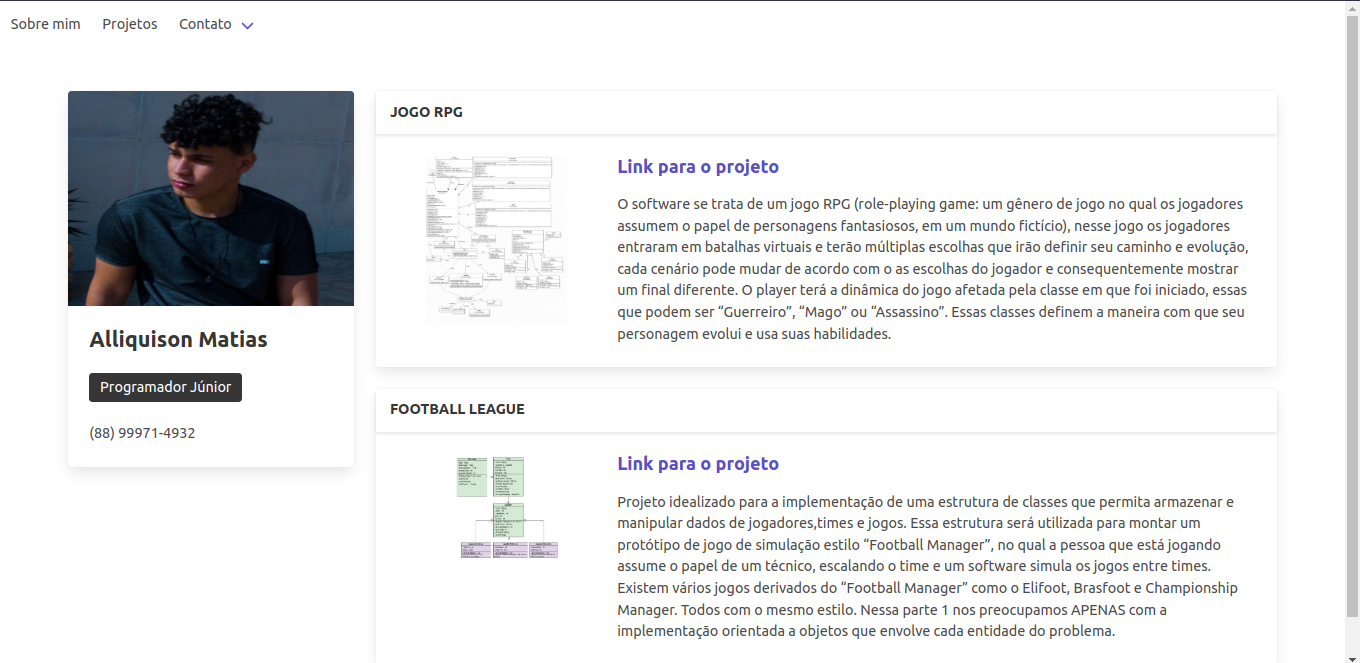 Sobre mim Projetos Contato
Alliquison Matias
Programador Júnior
(88) 99971-4932
JOGO RPG
Link para o projeto
O software se trata de um jogo RPG (role-playing game: um gênero de jogo no qual os jogadores
assumem o papel de personagens fantasiosos, em um mundo fictício), nesse jogo os jogadores
entraram em batalhas virtuais e terão múltiplas escolhas que irão definir seu caminho e evolução,
cada cenário pode mudar de acordo com o as escolhas do jogador e consequentemente mostrar
um final diferente. O player terá a dinâmica do jogo afetada pela classe em que foi iniciado, essas
que podem ser “Guerreiro”, “Mago” ou “Assassino”. Essas classes definem a maneira com que seu
personagem evolui e usa suas habilidades.
FOOTBALL LEAGUE
Link para o projeto
Projeto idealizado para a implementação de uma estrutura de classes que permita armazenar e
manipular dados de jogadores,times e jogos. Essa estrutura será utilizada para montar um
protótipo de jogo de simulação estilo “Football Manager”, no qual a pessoa que está jogando
assume o papel de um técnico, escalando o time e um software simula os jogos entre times.
Existem vários jogos derivados do “Football Manager” como o Elifoot, Brasfoot e Championship
Manager. Todos com o mesmo estilo. Nessa parte 1 nos preocupamos APENAS com a
implementação orientada a objetos que envolve cada entidade do problema.